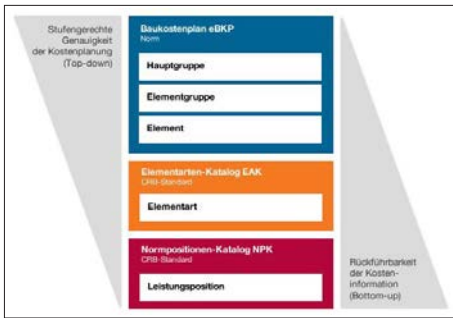 Stufengerechte
Genauigkeit
der Kostenplanung
(Top-down)
Baukostenplan eBKP
Norm
Hauptgruppe
Elementgruppe
Element
Elementarten-Katalog EAK
CRB-Standard
Elementart
Normpositionen-Katalog NPK
CRB-Standard
Leistungsposition
Rückführbarkeit
der Kosten-
information
(Bottom-up)